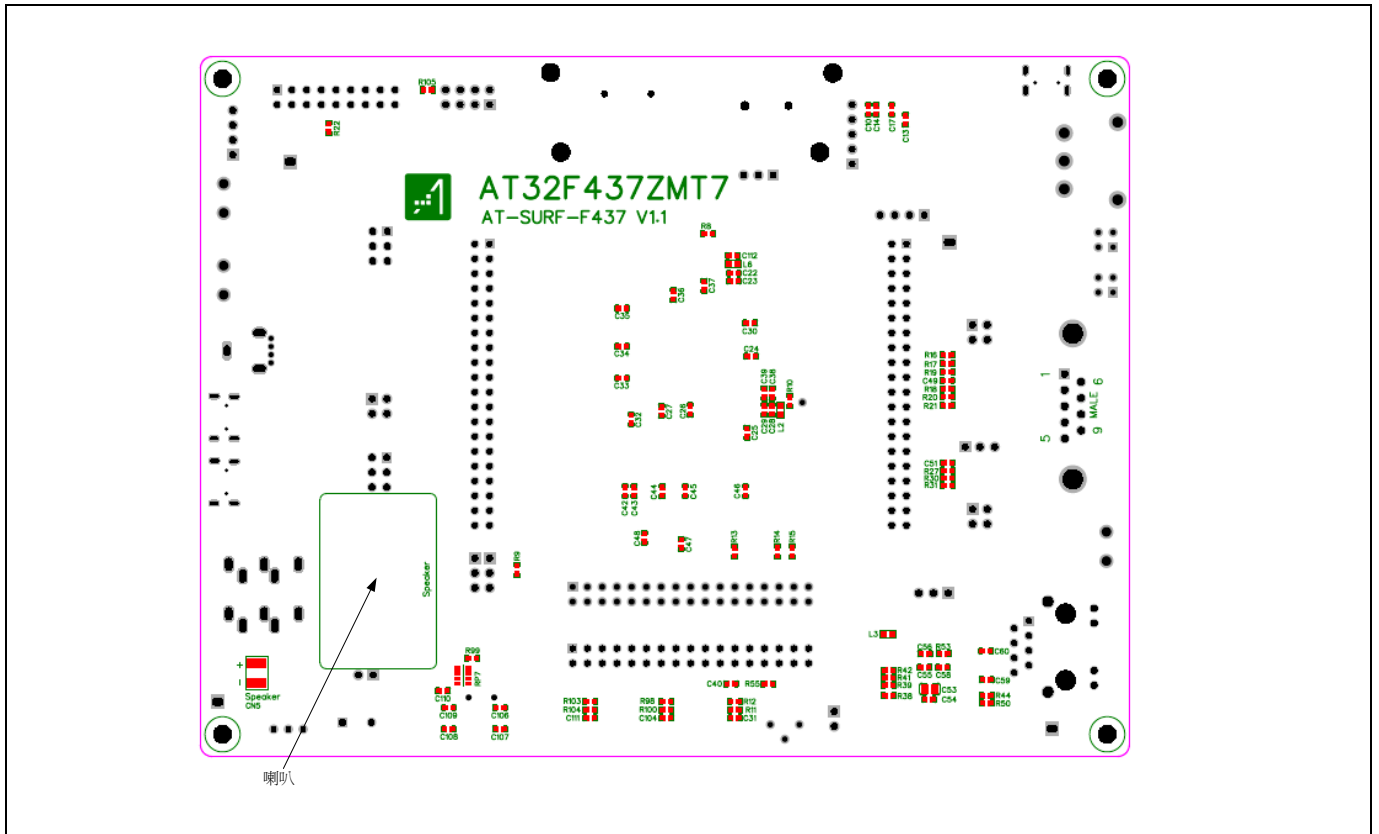 R105
R22
C10
C14
C17
C13
AT32F437ZMT7
AT-SURF-F437 V1.1
R8
C112
L6
C22
C23
C37
C36
C35
C30
C34
C24
C33
C39
C38
R10
C32
C27
C26
C29
C28
L2
C25
R16
R17
R19
C49
R18
R20
R21
1
6
MALE
5
9
C51
R27
R30
R31
C42
C43
C44
C45
C46
C48
C47
R13
R14
R15
R9
Speaker
L3
C56
R53
C60
C55
C58
R42
R41
R39
R38
C59
C53
C54
R44
R50
R99
RP7
+
-
Speaker
CN5
C110
C109
C106
C108
C107
C40
R55
R103
R104
C111
R98
R100
C104
R12
R11
C31
喇叭